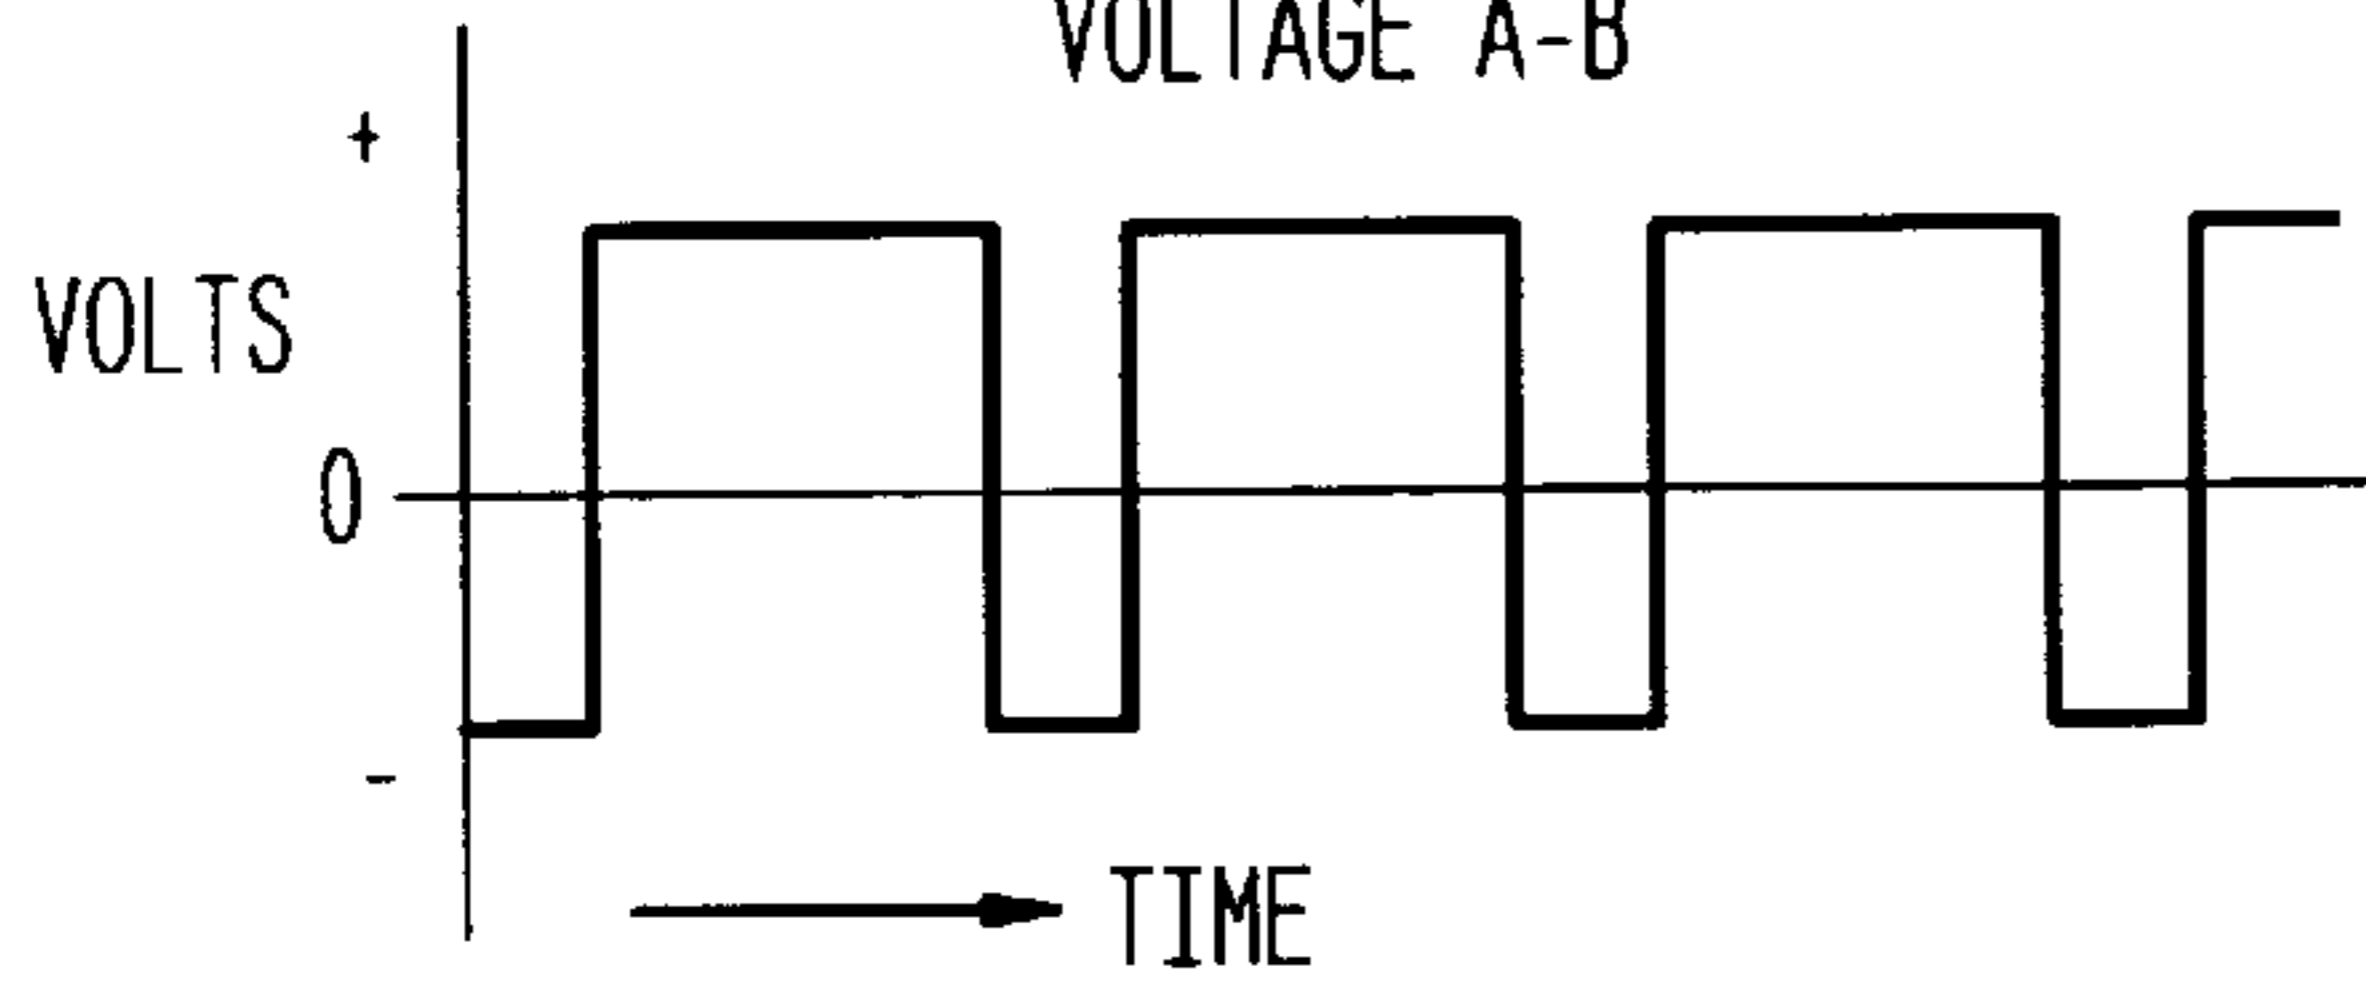 VOLTAGE A-B
+
VOLTS
0
-
TIME